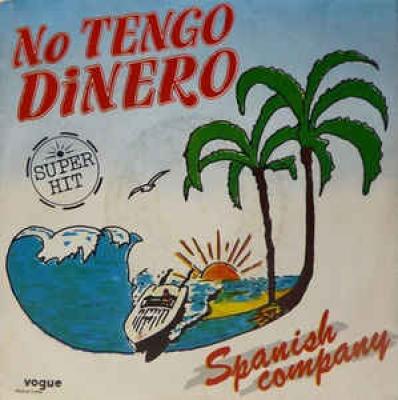 No TENGO
DiNERO
SUPER
HIT
Spanish
company
vogue